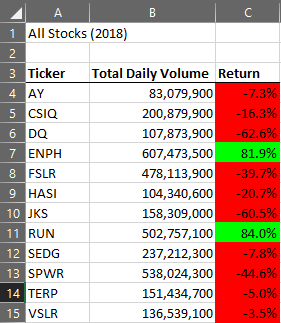 A B C
1 All Stocks (2018)
2
3 Ticker Total Daily Volume Return
4 AY 83,079,900 -7.3%
5 CSIQ 200,879,900 -16.3%
6 DQ 107,873,900 -62.6%
7 ENPH 607,473,500 81.9%
8 FSLR 478,113,900 -39.7%
9 HASI 104,340,600 -20.7%
10 JKS 158,309,000 -60.5%
11 RUN 502,757,100 84.0%
12 SEDG 237,212,300 -7.8%
13 SPWR 538,024,300 -44.6%
14 TERP 151,434,700 -5.0%
15 VSLR 136,539,100 -3.5%